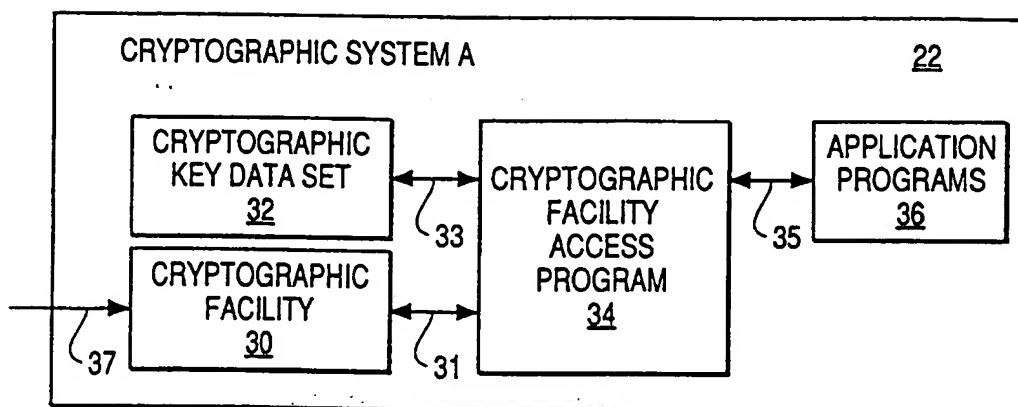 CRYPTOGRAPHIC SYSTEM A
22
CRYPTOGRAPHIC
KEY DATA SET
32
33
CRYPTOGRAPHIC
FACILITY
30
31
37
CRYPTOGRAPHIC
FACILITY
ACCESS
PROGRAM
34
35
APPLICATION
PROGRAMS
36